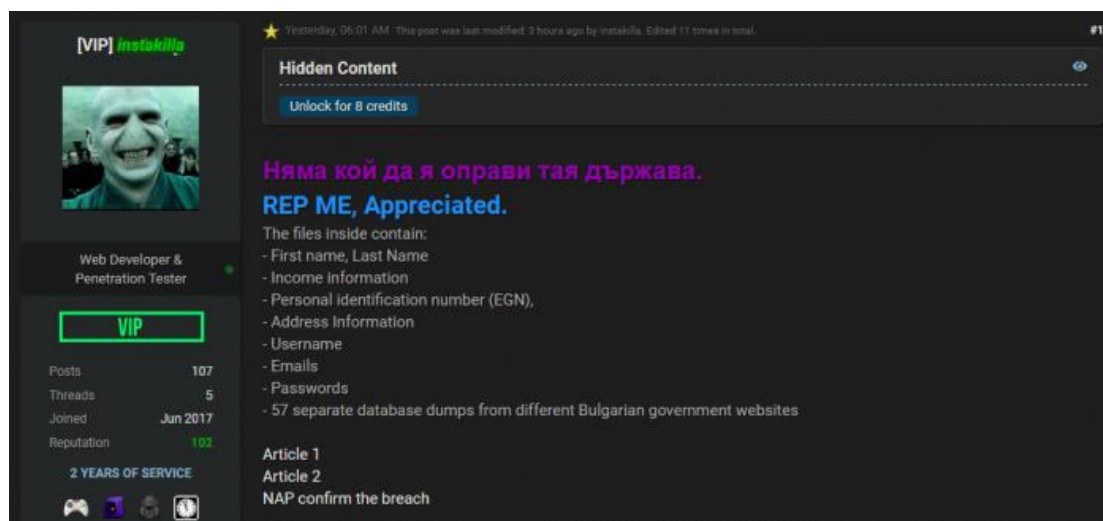 [VIP] instakilla
Web Developer &
Penetration Tester
VIP
Posts 107
Threads 5
Joined Jun 2017
Reputation 102
2 YEARS OF SERVICE
Yesterday, 06:01 AM This post was last modified: 3 hours ago by instakilla. Edited 11 times in total.
#1
Hidden Content
Unlock for 8 credits
Няма кой да я оправи тая държава.
REP ME, Appreciated.
The files inside contain:
- First name, Last Name
- Income information
- Personal identification number (EGN),
- Address Information
- Username
- Emails
- Passwords
- 57 separate database dumps from different Bulgarian government websites
Article 1
Article 2
NAP confirm the breach